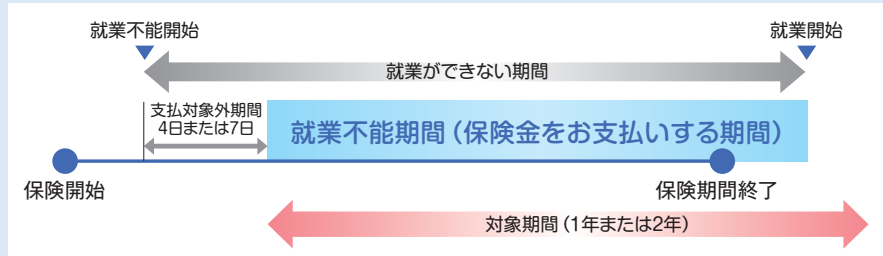 就業不能開始
就業開始
就業ができない期間
支払対象外期間
4日または7日
就業不能期間(保険金をお支払いする期間)
保険開始
保険期間終了
対象期間(1年または2年)